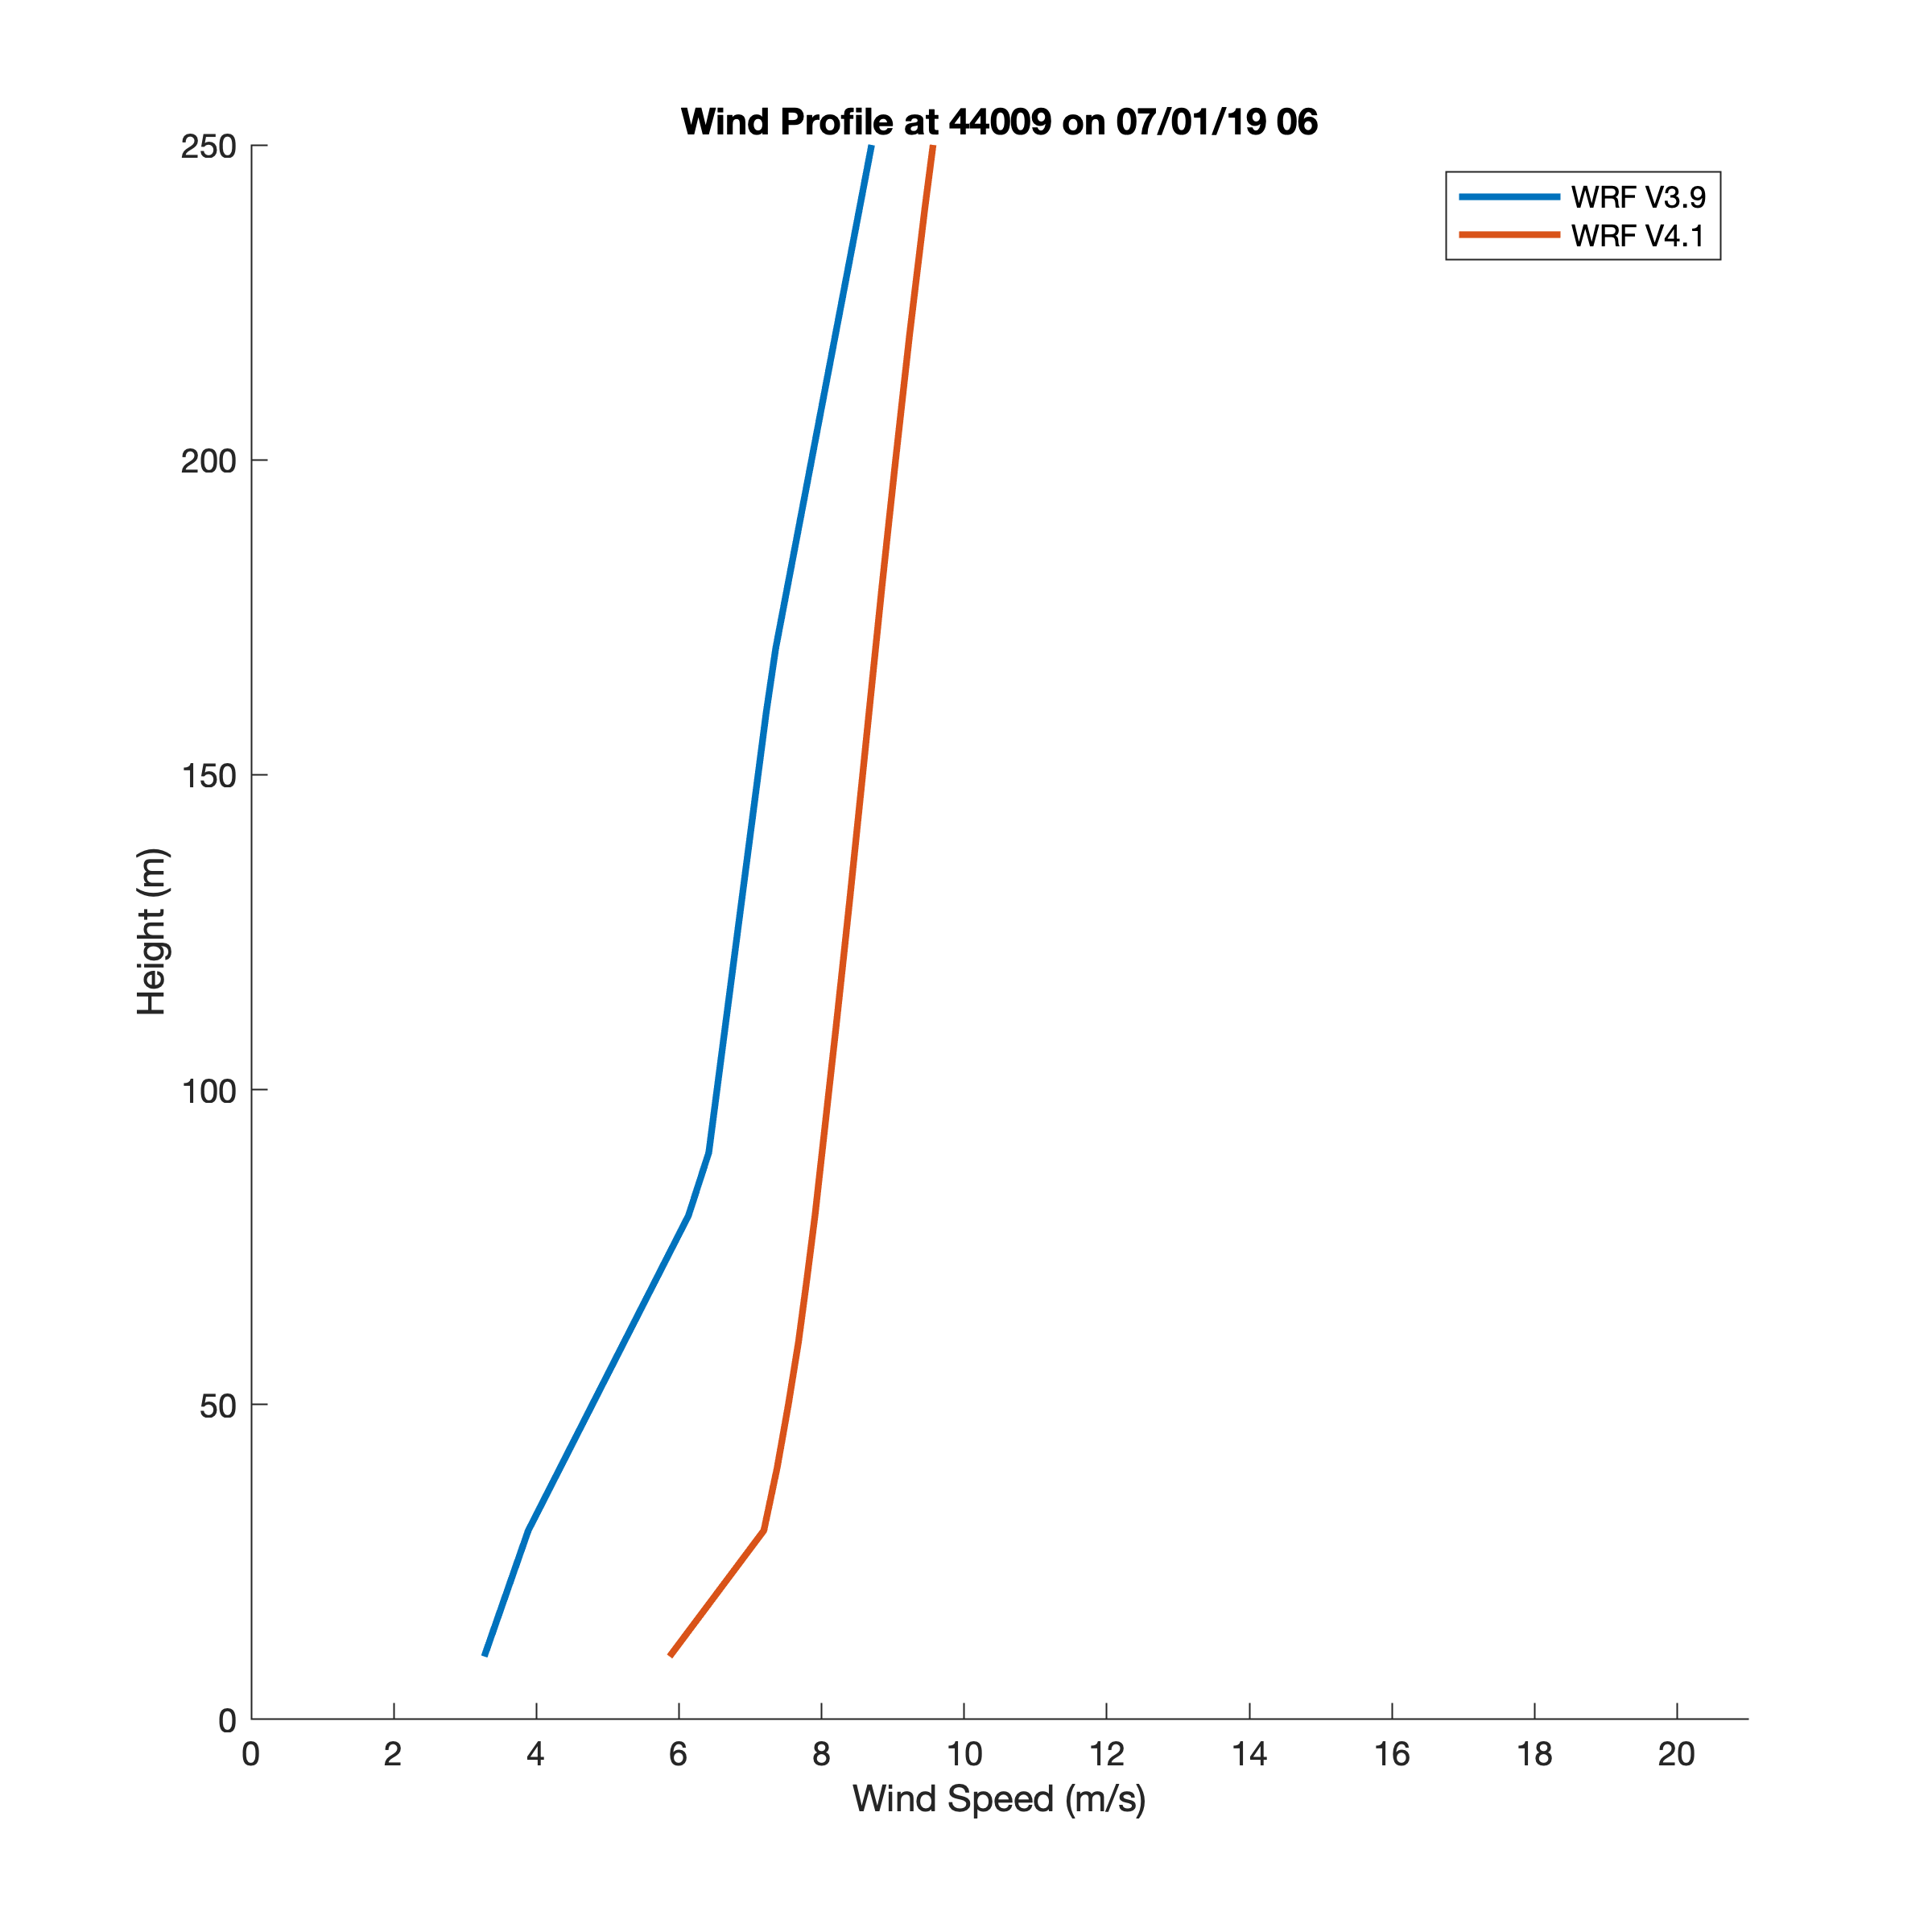 Wind Profile at 44009 on 07/01/19 06
WRF V3.9
WRF V4.1
250
200
150
100
50
0
Height (m)
0 2 4 6 8 10 12 14 16 18 20
Wind Speed (m/s)